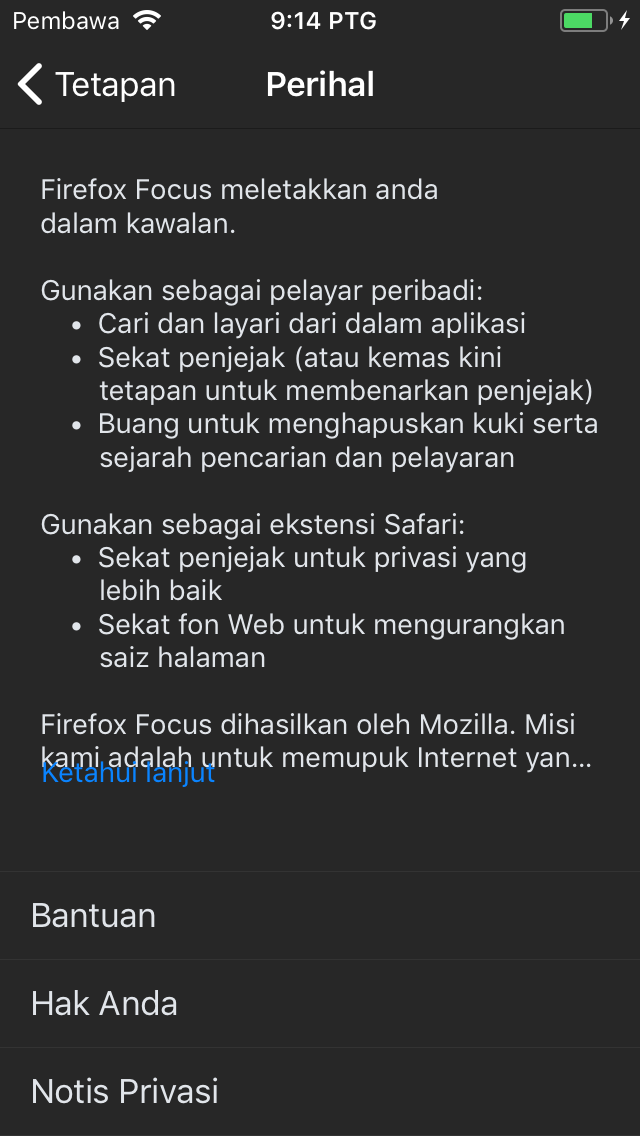 Pembawa 9:14 PTG
Tetapan Perihal
Firefox Focus meletakkan anda
dalam kawalan.
Gunakan sebagai pelayar peribadi:
• Cari dan layari dari dalam aplikasi
• Sekat penjejak (atau kemas kini
tetapan untuk membenarkan penjejak)
• Buang untuk menghapuskan kuki serta
sejarah pencarian dan pelayaran
Gunakan sebagai ekstensi Safari:
• Sekat penjejak untuk privasi yang
lebih baik
• Sekat fon Web untuk mengurangkan
saiz halaman
Firefox Focus dihasilkan oleh Mozilla. Misi
kami adalah untuk memupuk Internet yan...
Ketahui lanjut
Bantuan
Hak Anda
Notis Privasi